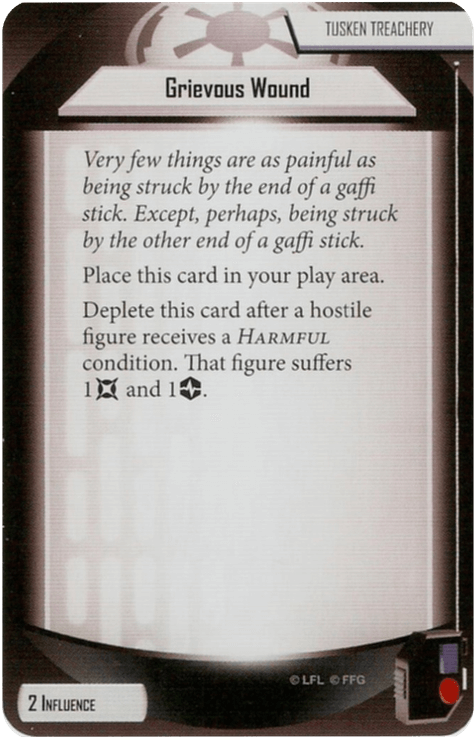 TUSKEN TREACHERY
Grievous Wound
Very few things are as painful as
being struck by the end of a gaffi
stick. Except, perhaps, being struck
by the other end of a gaffi stick.
Place this card in your play area.
Deplete this card after a hostile
figure receives a HARMFUL
condition. That figure suffers
1 and 1.
© LFL © FFG
2 INFLUENCE